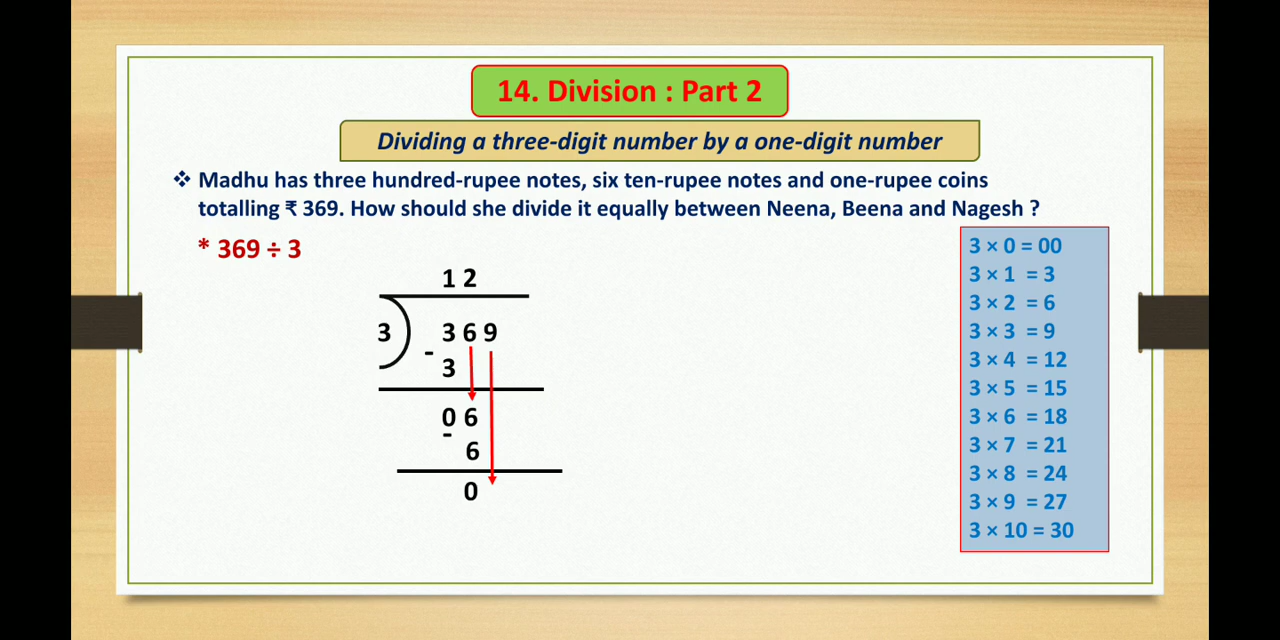 14. Division : Part 2
Dividing a three-digit number by a one-digit number
❖ Madhu has three hundred-rupee notes, six ten-rupee notes and one-rupee coins
totalling ₹ 369. How should she divide it equally between Neena, Beena and Nagesh ?
* 369 ÷ 3
1 2
3 3 6 9
- 3
0 6
- 6
0
3 × 0 = 00
3 × 1 = 3
3 × 2 = 6
3 × 3 = 9
3 × 4 = 12
3 × 5 = 15
3 × 6 = 18
3 × 7 = 21
3 × 8 = 24
3 × 9 = 27
3 × 10 = 30